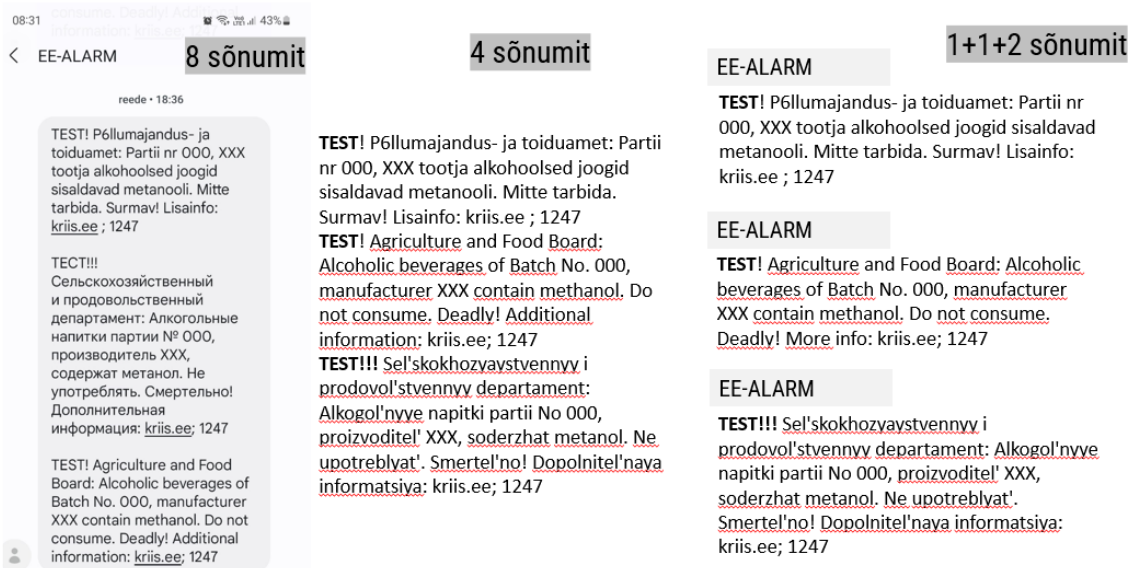 08:31
43%
consume. Deadly! Additional
information: kriis.ee; 1247
EE-ALARM
8 sõnumit
reede • 18:36
TEST! P6llumajandus- ja
toiduamet: Partii nr 000, XXX
tootja alkohoolsed joogid
sisaldavad metanooli. Mitte
tarbida. Surmav! Lisainfo:
kriis.ee ; 1247
ТЕСТ!!!
Сельскохозяйственный
и продовольственный
департамент: Алкогольные
напитки партии № 000,
производитель XXX,
содержат метанол. Не
употреблять. Смертельно!
Дополнительная
информация: kriis.ee; 1247
TEST! Agriculture and Food
Board: Alcoholic beverages of
Batch No. 000, manufacturer
XXX contain methanol. Do not
consume. Deadly! Additional
information: kriis.ee; 1247
4 sõnumit
TEST! P6llumajandus- ja toiduamet: Partii
nr 000, XXX tootja alkohoolsed joogid
sisaldavad metanooli. Mitte tarbida.
Surmav! Lisainfo: kriis.ee ; 1247
TEST! Agriculture and Food Board:
Alcoholic beverages of Batch No. 000,
manufacturer XXX contain methanol. Do
not consume. Deadly! Additional
information: kriis.ee; 1247
TEST!!! Sel'skokhozyaystvennyy i
prodovol'stvennyy departament:
Alkogol'nyye napitki partii No 000,
proizvoditel' XXX, soderzhat metanol. Ne
upotreblyat'. Smertel'no! Dopolnitel'naya
informatsiya: kriis.ee; 1247
1+1+2 sõnumit
EE-ALARM
TEST! P6llumajandus- ja toiduamet: Partii nr
000, XXX tootja alkohoolsed joogid sisaldavad
metanooli. Mitte tarbida. Surmav! Lisainfo:
kriis.ee ; 1247
EE-ALARM
TEST! Agriculture and Food Board: Alcoholic
beverages of Batch No. 000, manufacturer
XXX contain methanol. Do not consume.
Deadly! More info: kriis.ee; 1247
EE-ALARM
TEST!!! Sel'skokhozyaystvennyy i
prodovol'stvennyy departament: Alkogol'nyye
napitki partii No 000, proizvoditel' XXX,
soderzhat metanol. Ne upotreblyat'.
Smertel'no! Dopolnitel'naya informatsiya:
kriis.ee; 1247